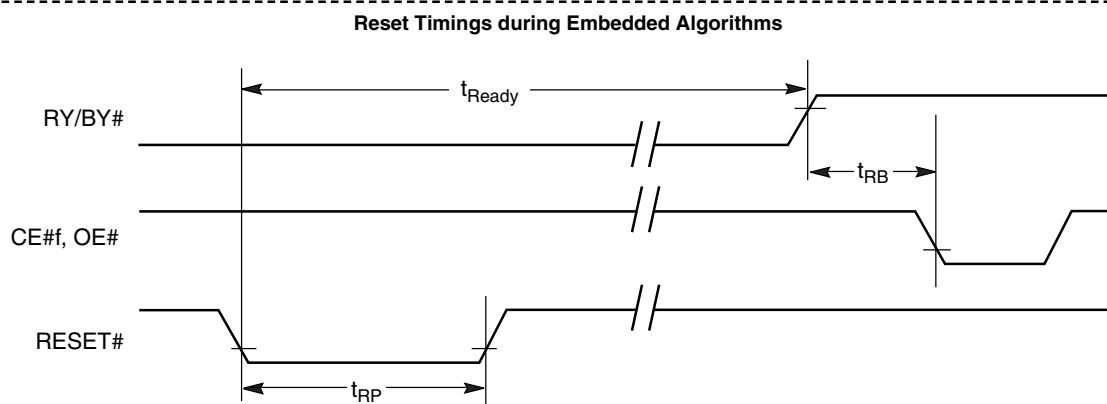 Reset Timings during Embedded Algorithms
tReady
RY/BY#
tRB
CE#f, OE#
RESET#
tRP